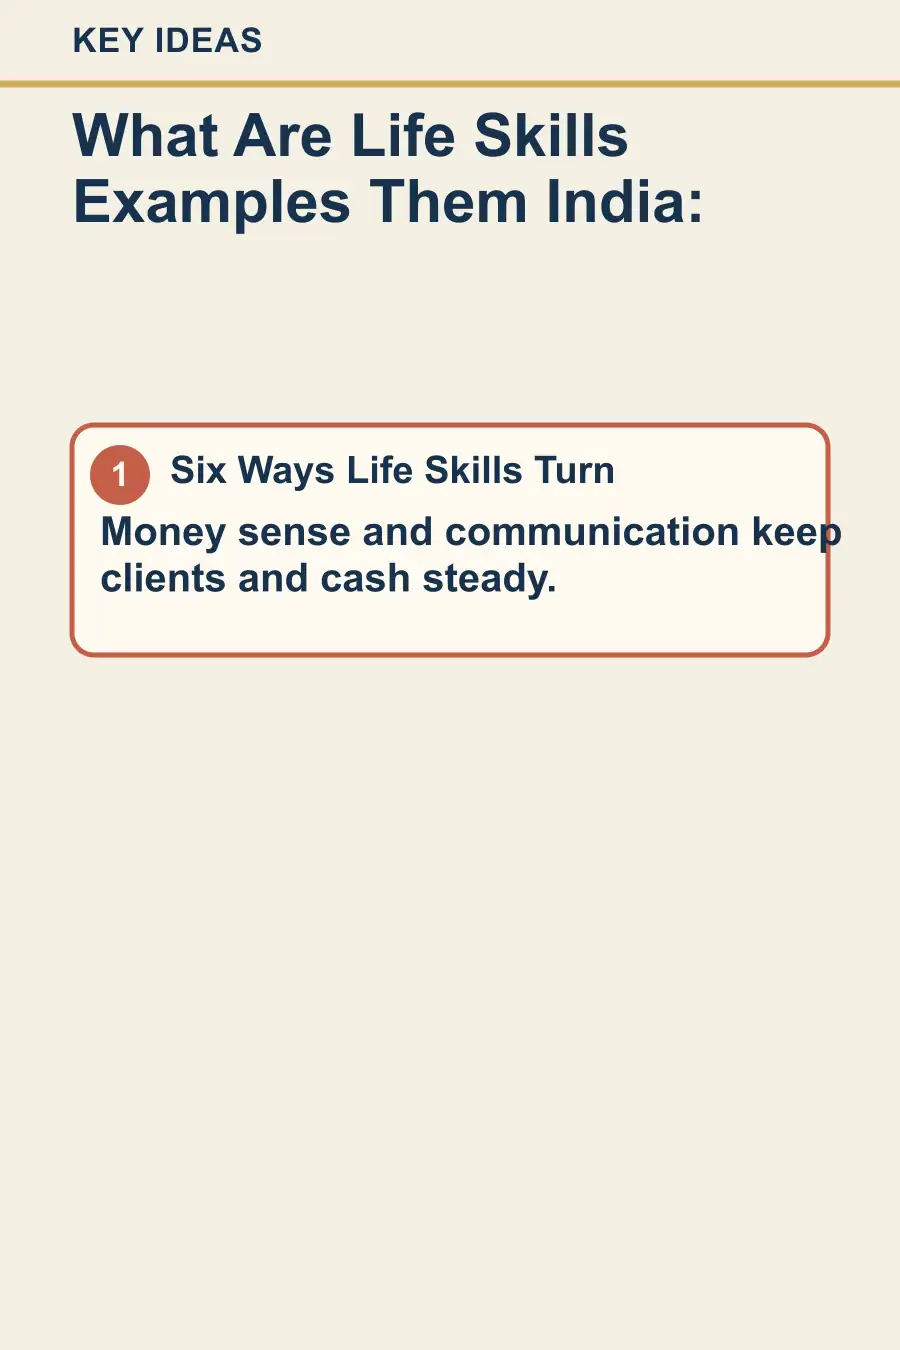 KEY IDEAS
What Are Life Skills
Examples Them India:
1 Six Ways Life Skills Turn
Money sense and communication keep
clients and cash steady.